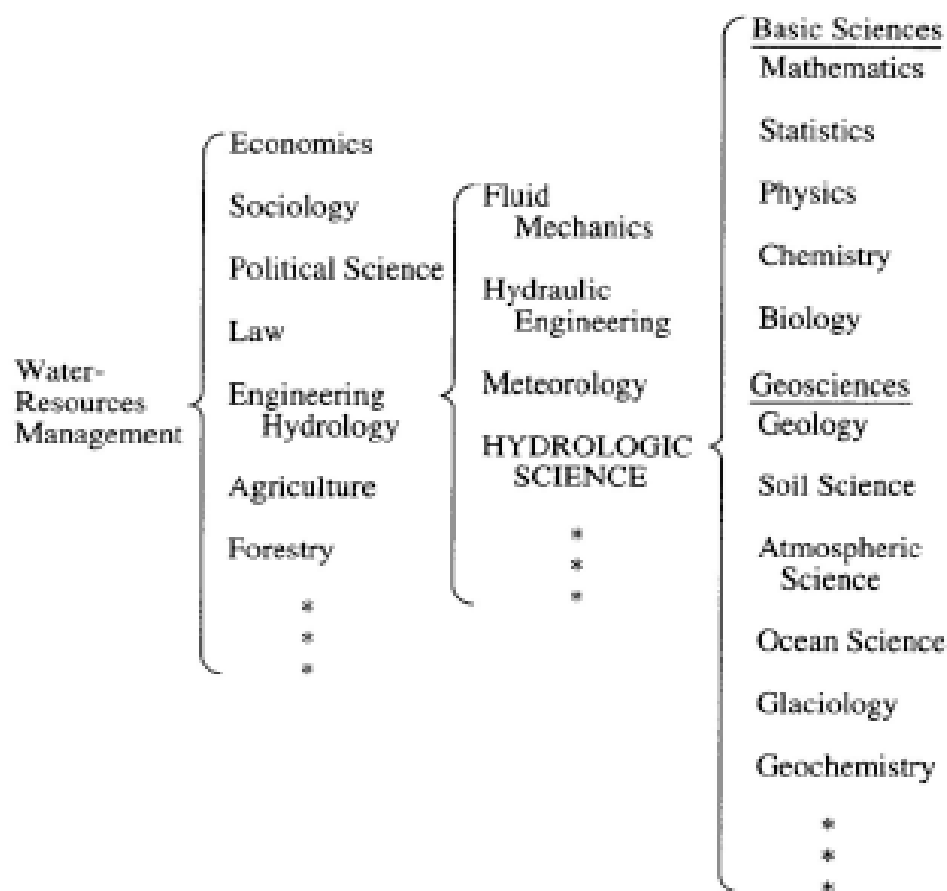 Water-
Resources
Management
Economics
Sociology
Political Science
Law
Engineering
Hydrology
Agriculture
Forestry
*
*
*
Fluid
Mechanics
Hydraulic
Engineering
Meteorology
HYDROLOGIC
SCIENCE
*
*
*
Basic Sciences
Mathematics
Statistics
Physics
Chemistry
Biology
Geosciences
Geology
Soil Science
Atmospheric
Science
Ocean Science
Glaciology
Geochemistry
*
*
*